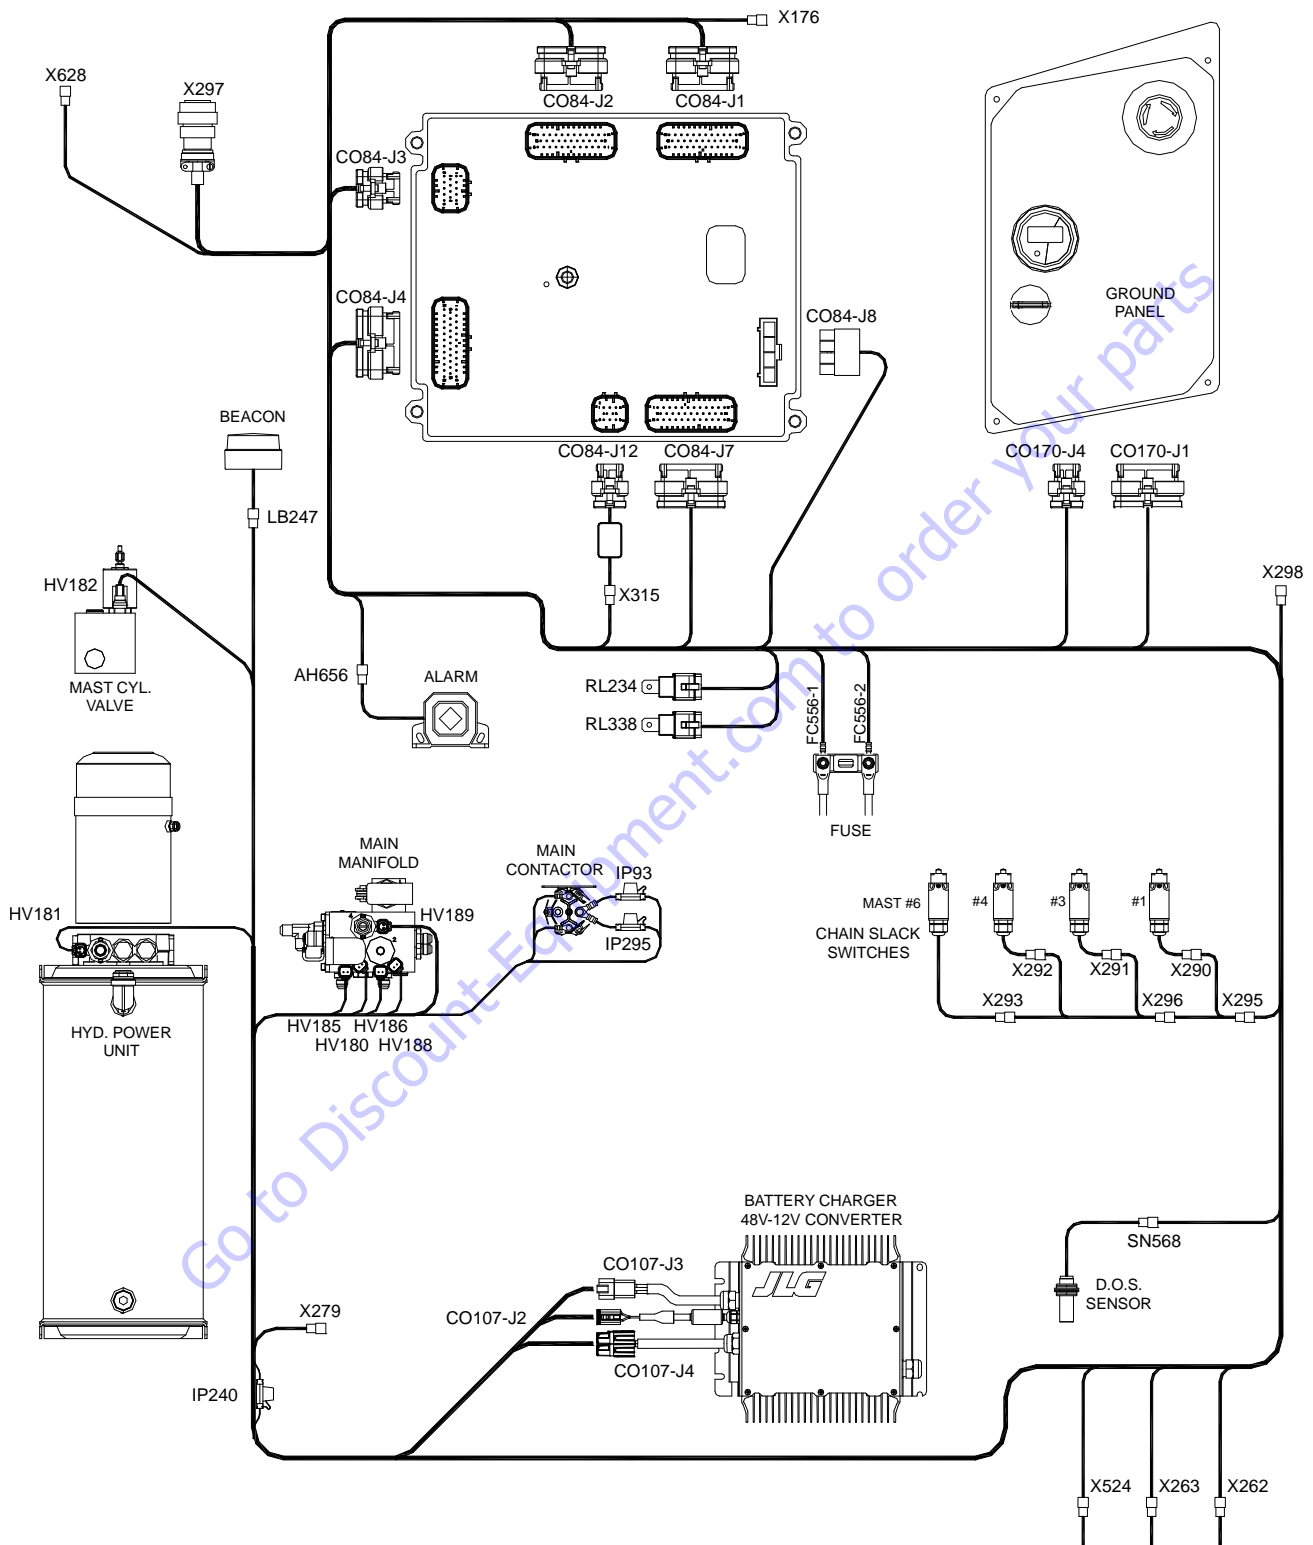 X176
X628
X297
CO84-J2
CO84-J1
CO84-J3
CO84-J4
CO84-J8
GROUND
PANEL
BEACON
LB247
CO84-J12
CO84-J7
CO170-J4
CO170-J1
HV182
X315
X298
MAST CYL.
VALVE
AH656
ALARM
RL234
RL338
FC556-1
FC556-2
FUSE
MAIN
MANIFOLD
MAIN
CONTACTOR
IP93
HV181
HV189
IP295
MAST #6
#4
#3
#1
CHAIN SLACK
SWITCHES
X292
X291
X290
X293
X296
X295
HV185
HV186
HV180
HV188
HYD. POWER
UNIT
BATTERY CHARGER
48V-12V CONVERTER
JLG
SN568
CO107-J3
D.O.S.
SENSOR
X279
CO107-J2
CO107-J4
IP240
X524
X263
X262
Go to Discount-Equipment.com to order your parts